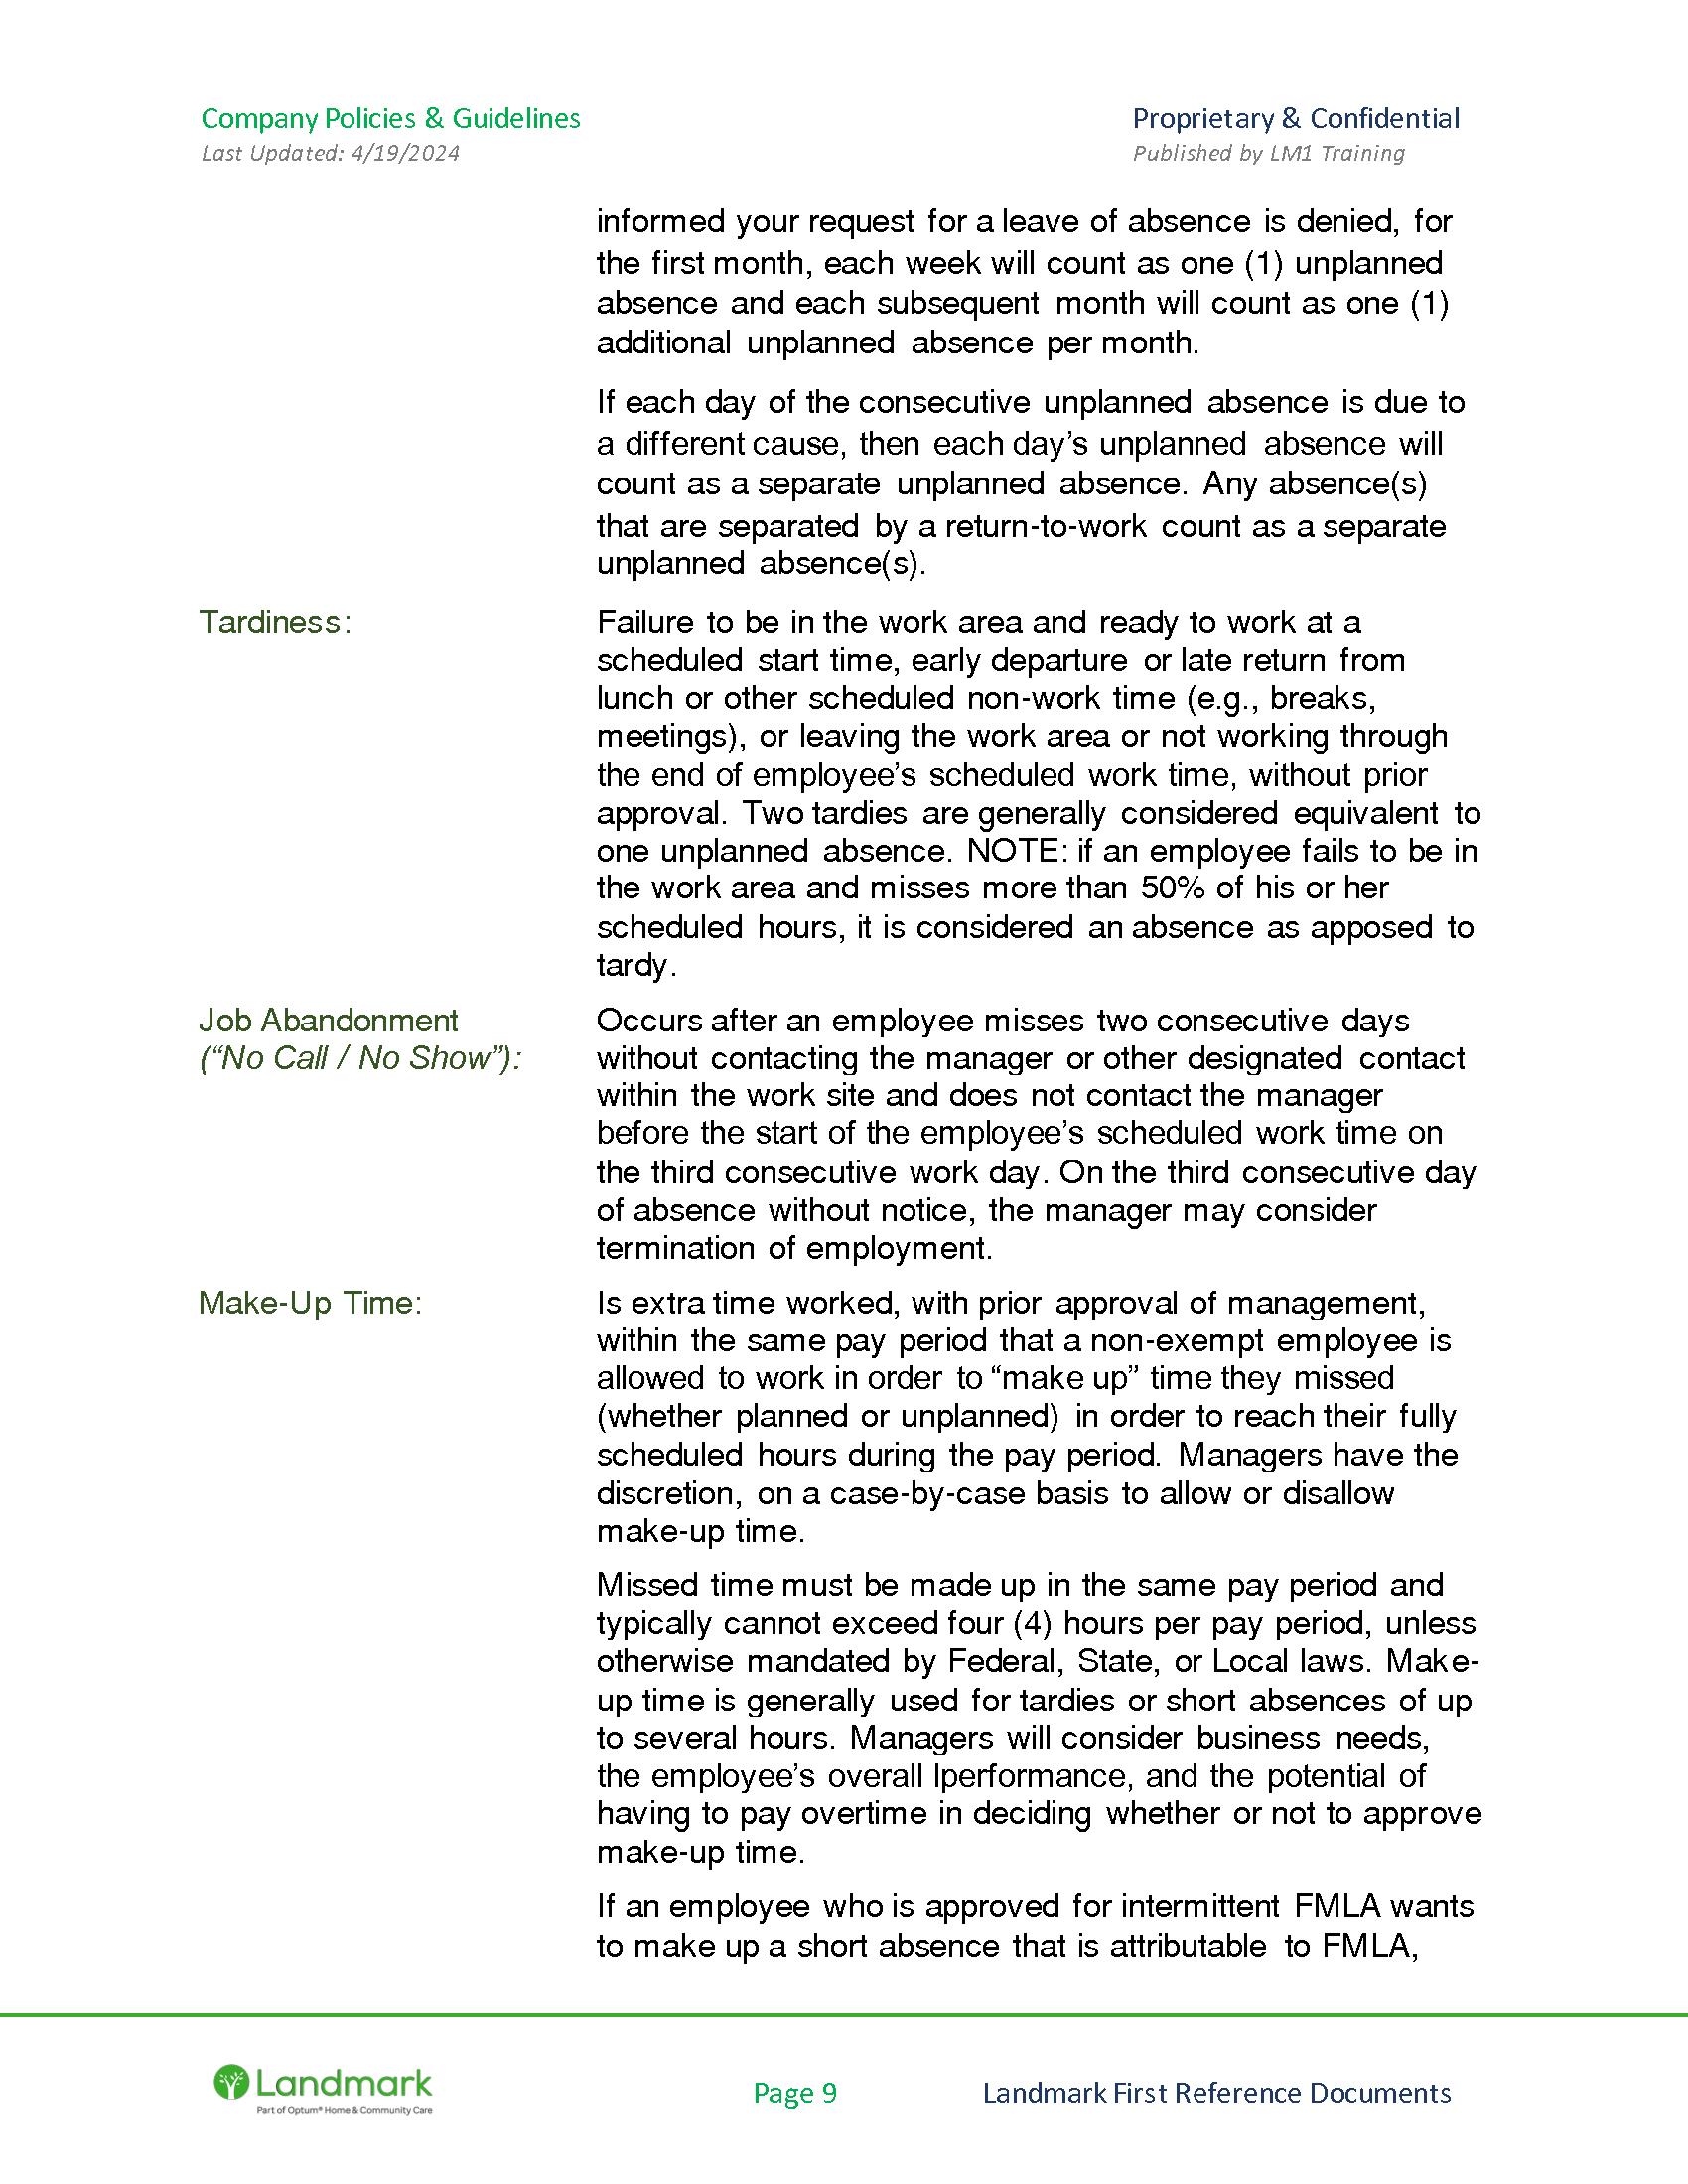 Company Policies & Guidelines
Proprietary & Confidential
Last Updated: 4/19/2024
Published by LM1 Training
informed your request for a leave of absence is denied, for
the first month, each week will count as one (1) unplanned
absence and each subsequent month will count as one (1)
additional unplanned absence per month.
If each day of the consecutive unplanned absence is due to
a different cause, then each day’s unplanned absence will
count as a separate unplanned absence. Any absence(s)
that are separated by a return-to-work count as a separate
unplanned absence(s).
Tardiness:
Failure to be in the work area and ready to work at a
scheduled start time, early departure or late return from
lunch or other scheduled non-work time (e.g., breaks,
meetings), or leaving the work area or not working through
the end of employee’s scheduled work time, without prior
approval. Two tardies are generally considered equivalent to
one unplanned absence. NOTE: if an employee fails to be in
the work area and misses more than 50% of his or her
scheduled hours, it is considered an absence as apposed to
tardy.
Job Abandonment
(“No Call / No Show”):
Occurs after an employee misses two consecutive days
without contacting the manager or other designated contact
within the work site and does not contact the manager
before the start of the employee’s scheduled work time on
the third consecutive work day. On the third consecutive day
of absence without notice, the manager may consider
termination of employment.
Make-Up Time:
Is extra time worked, with prior approval of management,
within the same pay period that a non-exempt employee is
allowed to work in order to “make up” time they missed
(whether planned or unplanned) in order to reach their fully
scheduled hours during the pay period. Managers have the
discretion, on a case-by-case basis to allow or disallow
make-up time.
Missed time must be made up in the same pay period and
typically cannot exceed four (4) hours per pay period, unless
otherwise mandated by Federal, State, or Local laws. Make-
up time is generally used for tardies or short absences of up
to several hours. Managers will consider business needs,
the employee’s overall lperformance, and the potential of
having to pay overtime in deciding whether or not to approve
make-up time.
If an employee who is approved for intermittent FMLA wants
to make up a short absence that is attributable to FMLA,
Landmark
Part of Optum® Home & Community Care
Page 9
Landmark First Reference Documents